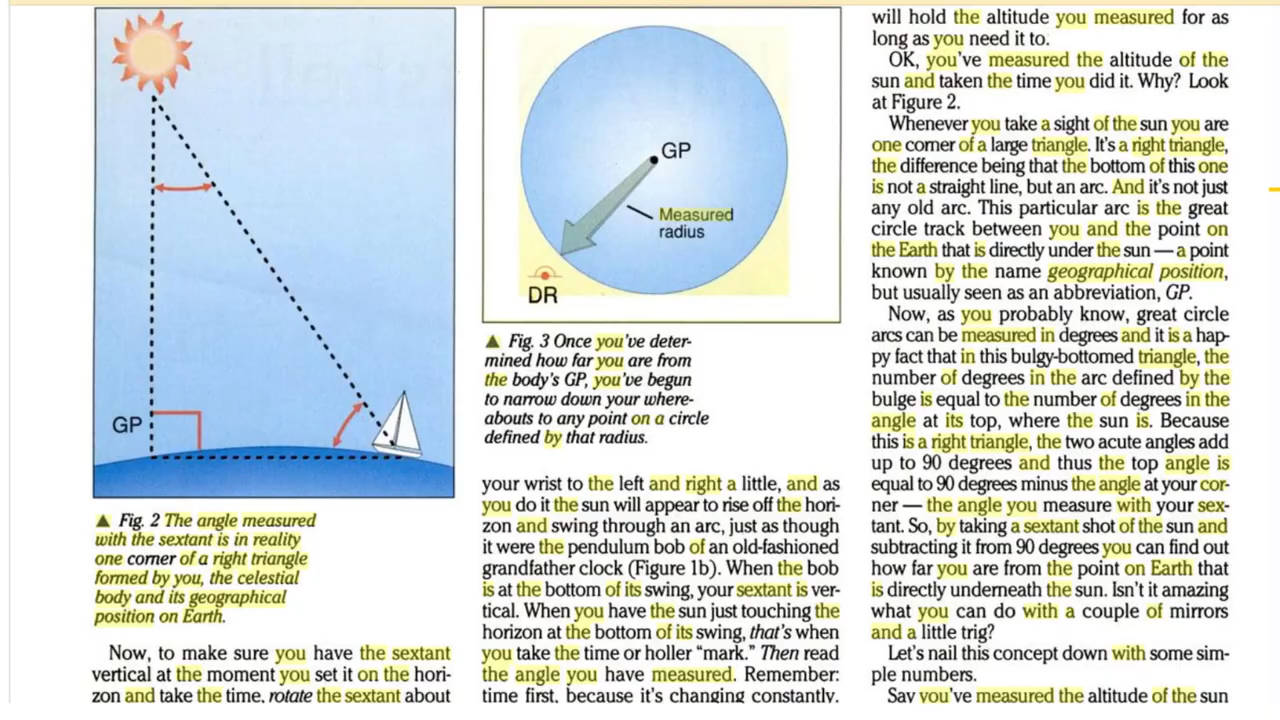 GP
▲ Fig. 2 The angle measured
with the sextant is in reality
one corner of a right triangle
formed by you, the celestial
body and its geographical
position on Earth.
Now, to make sure you have the sextant
vertical at the moment you set it on the hori-
zon and take the time, rotate the sextant about
GP
Measured
radius
DR
▲ Fig. 3 Once you've deter-
mined how far you are from
the body's GP, you've begun
to narrow down your where-
abouts to any point on a circle
defined by that radius.
your wrist to the left and right a little, and as
you do it the sun will appear to rise off the hori-
zon and swing through an arc, just as though
it were the pendulum bob of an old-fashioned
grandfather clock (Figure 1b). When the bob
is at the bottom of its swing, your sextant is ver-
tical. When you have the sun just touching the
horizon at the bottom of its swing, that's when
you take the time or holler “mark.” Then read
the angle you have measured. Remember:
time first, because it's changing constantly.
will hold the altitude you measured for as
long as you need it to.
OK, you've measured the altitude of the
sun and taken the time you did it. Why? Look
at Figure 2.
Whenever you take a sight of the sun you are
one corner of a large triangle. It's a right triangle,
the difference being that the bottom of this one
is not a straight line, but an arc. And it's not just
any old arc. This particular arc is the great
circle track between you and the point on
the Earth that is directly under the sun — a point
known by the name geographical position,
but usually seen as an abbreviation, GP.
Now, as you probably know, great circle
arcs can be measured in degrees and it is a hap-
py fact that in this bulgy-bottomed triangle, the
number of degrees in the arc defined by the
bulge is equal to the number of degrees in the
angle at its top, where the sun is. Because
this is a right triangle, the two acute angles add
up to 90 degrees and thus the top angle is
equal to 90 degrees minus the angle at your cor-
ner — the angle you measure with your sex-
tant. So, by taking a sextant shot of the sun and
subtracting it from 90 degrees you can find out
how far you are from the point on Earth that
is directly underneath the sun. Isn't it amazing
what you can do with a couple of mirrors
and a little trig?
Let's nail this concept down with some sim-
ple numbers.
Say you've measured the altitude of the sun